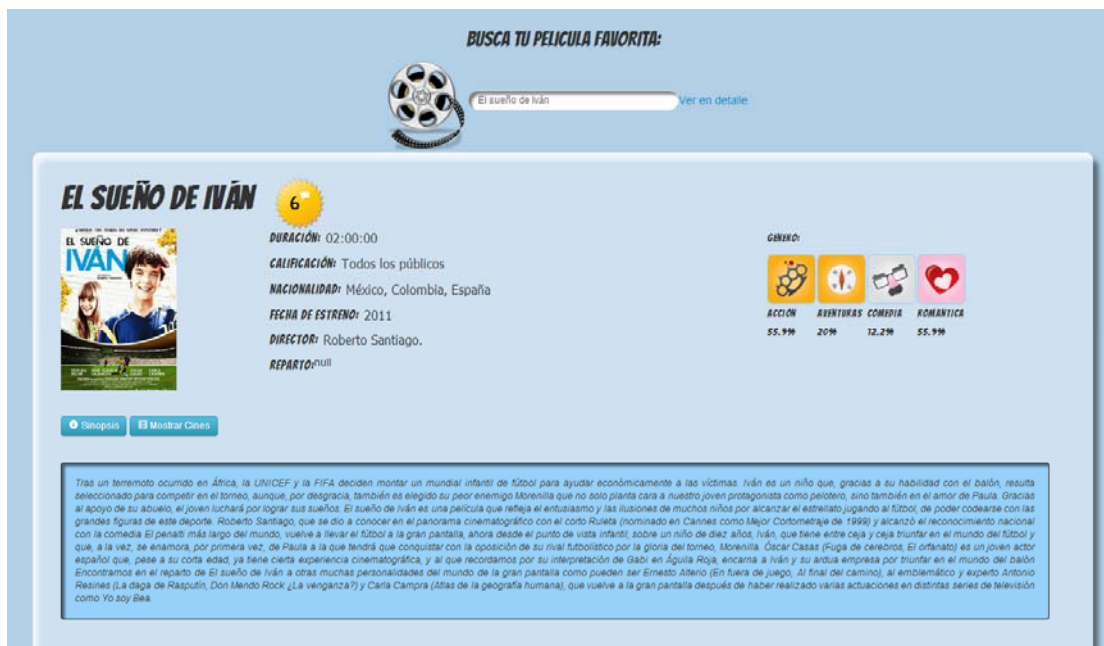 BUSCA TU PELICULA FAVORITA:
El sueño de Iván
Ver en detalle
EL SUEÑO DE IVÁN
6
EL SUEÑO DE
IVÁN
DURACIÓN: 02:00:00
CALIFICACIÓN: Todos los públicos
NACIONALIDAD: México, Colombia, España
FECHA DE ESTRENO: 2011
DIRECTOR: Roberto Santiago.
REPARTO:null
GENERO:
ACCION AVENTURAS COMEDIA ROMANTICA
55.9% 20% 12.2% 55.9%
Sinopsis Mostrar Cines
Tras un terremoto ocurrido en África, la UNICEF y la FIFA deciden montar un mundial infantil de fútbol para ayudar económicamente a las víctimas. Iván es un niño que, gracias a su habilidad con el balón, resulta
seleccionado para competir en el torneo, aunque, por desgracia, también es elegido su peor enemigo Morenilla que no solo planta cara a nuestro joven protagonista como pelotero, sino también en el amor de Paula. Gracias
al apoyo de su abuelo, el joven luchará por lograr sus sueños. El sueño de Iván es una película que refleja el entusiasmo y las ilusiones de muchos niños por alcanzar el estrellato jugando al fútbol, de poder codearse con las
grandes figuras de este deporte. Roberto Santiago, que se dio a conocer en el panorama cinematográfico con el corto Ruleta (nominado en Cannes como Mejor Cortometraje de 1999) y alcanzó el reconocimiento nacional
con la comedia El penalti más largo del mundo, vuelve a llevar el fútbol a la gran pantalla, ahora desde el punto de vista infantil, sobre un niño de diez años, Iván, que tiene entre ceja y ceja triunfar en el mundo del fútbol y
que, a la vez, se enamora, por primera vez, de Paula a la que tendrá que conquistar con la oposición de su rival futbolístico por la gloria del torneo, Morenilla. Óscar Casas (Fuga de cerebros, El orfanato) es un joven actor
español que, pese a su corta edad, ya tiene cierta experiencia cinematográfica, y al que recordamos por su interpretación de Gabi en Águila Roja, encarna a Iván y su ardua empresa por triunfar en el mundo del balón
Encontramos en el reparto de El sueño de Iván a otras muchas personalidades del mundo de la gran pantalla como pueden ser Ernesto Alterio (En fuera de juego, Al final del camino), al emblemático y experto Antonio
Resines (La daga de Rasputín, Don Mendo Rock ¿La venganza?) y Carla Campra (Atlas de la geografía humana), que vuelve a la gran pantalla después de haber realizado varias actuaciones en distintas series de televisión
como Yo soy Bea.